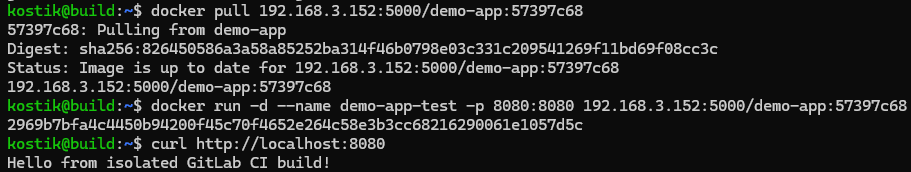 kostik@build:~$ docker pull 192.168.3.152:5000/demo-app:57397c68
57397c68: Pulling from demo-app
Digest: sha256:826450586a3a58a85252ba314f46b0798e03c331c209541269f11bd69f08cc3c
Status: Image is up to date for 192.168.3.152:5000/demo-app:57397c68
192.168.3.152:5000/demo-app:57397c68
kostik@build:~$ docker run -d --name demo-app-test -p 8080:8080 192.168.3.152:5000/demo-app:57397c68
2969b7bfa4c4450b94200f45c70f4652e264c58e3b3cc68216290061e1057d5c
kostik@build:~$ curl http://localhost:8080
Hello from isolated GitLab CI build!